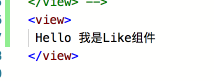 </view> -->
<view>
Hello 我是Like组件
</view>